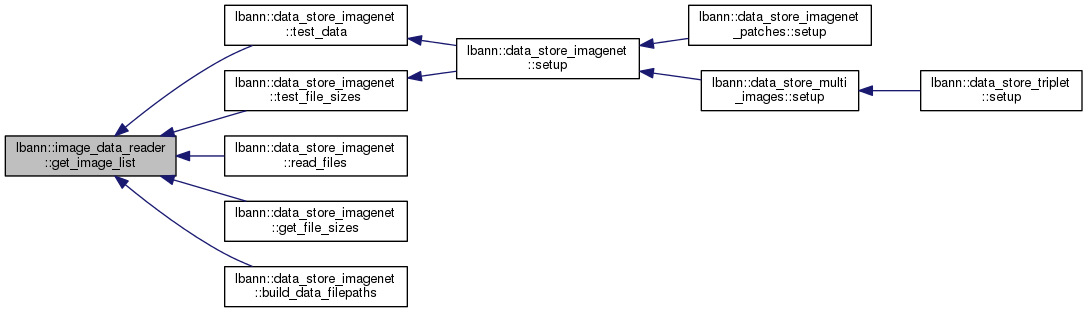 lbann::image_data_reader
::get_image_list
lbann::data_store_imagenet
::test_data
lbann::data_store_imagenet
::test_file_sizes
lbann::data_store_imagenet
::read_files
lbann::data_store_imagenet
::get_file_sizes
lbann::data_store_imagenet
::build_data_filepaths
lbann::data_store_imagenet
::setup
lbann::data_store_imagenet
_patches::setup
lbann::data_store_multi
_images::setup
lbann::data_store_triplet
::setup